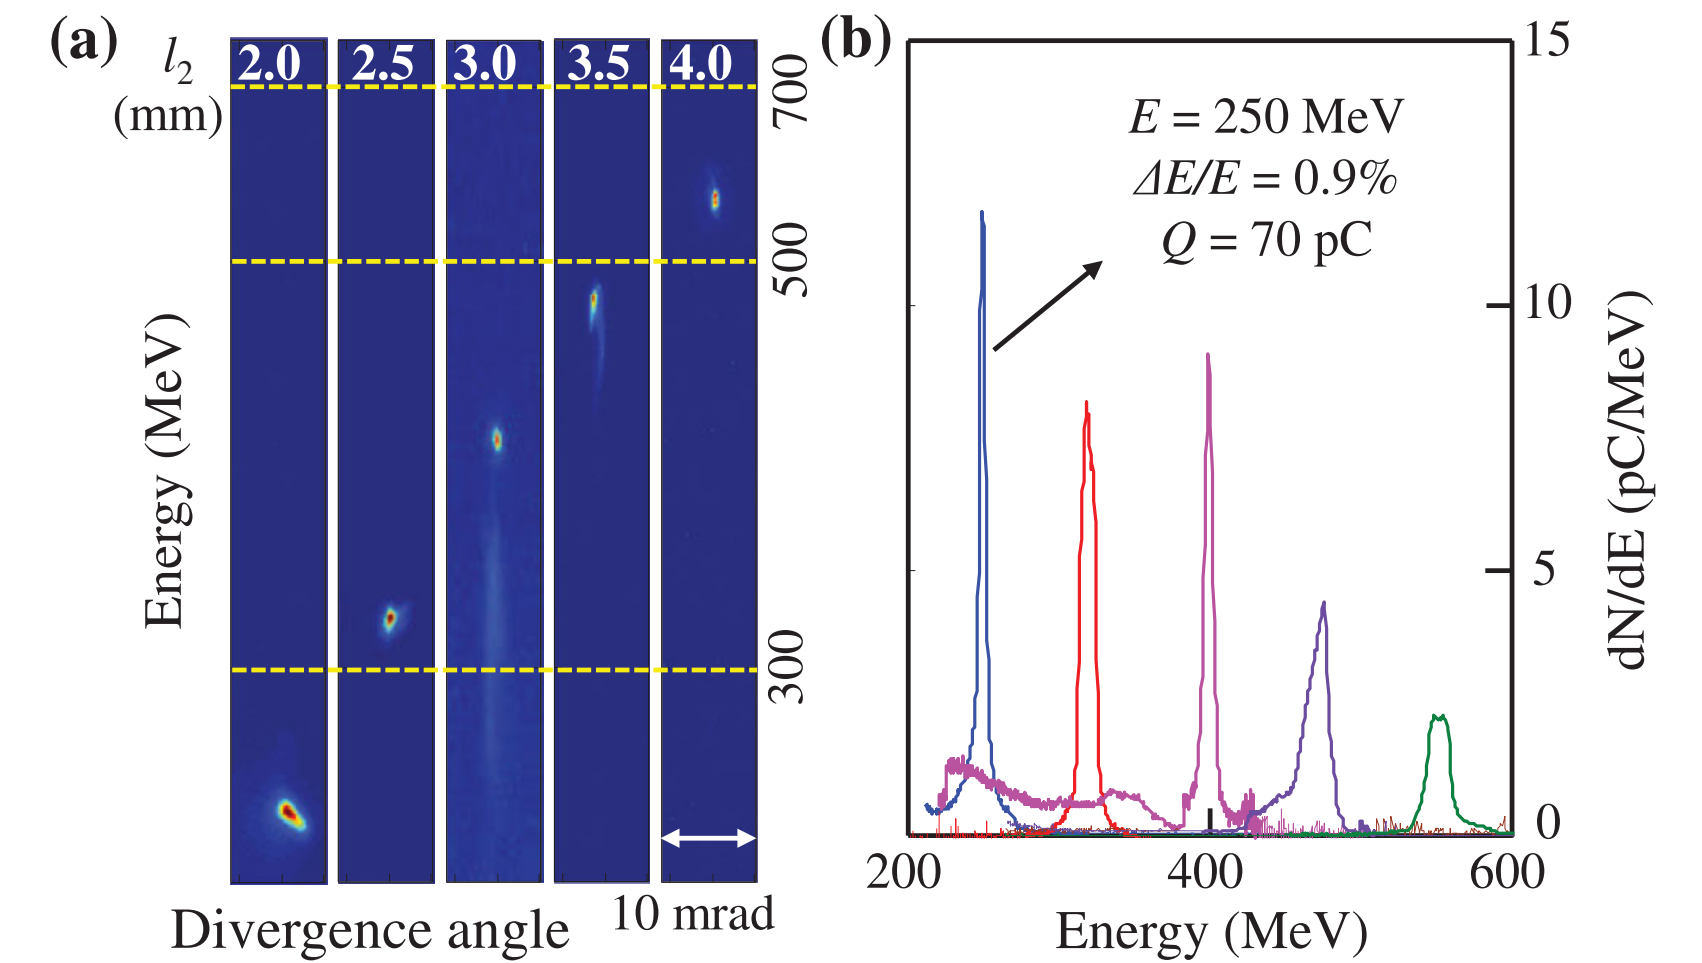 (a)
l2
(mm)
2.0
2.5
3.0
3.5
4.0
700
500
300
Energy (MeV)
Divergence angle
10 mrad
(b)
E = 250 MeV
ΔE/E = 0.9%
Q = 70 pC
15
10
5
0
dN/dE (pC/MeV)
200
400
600
Energy (MeV)